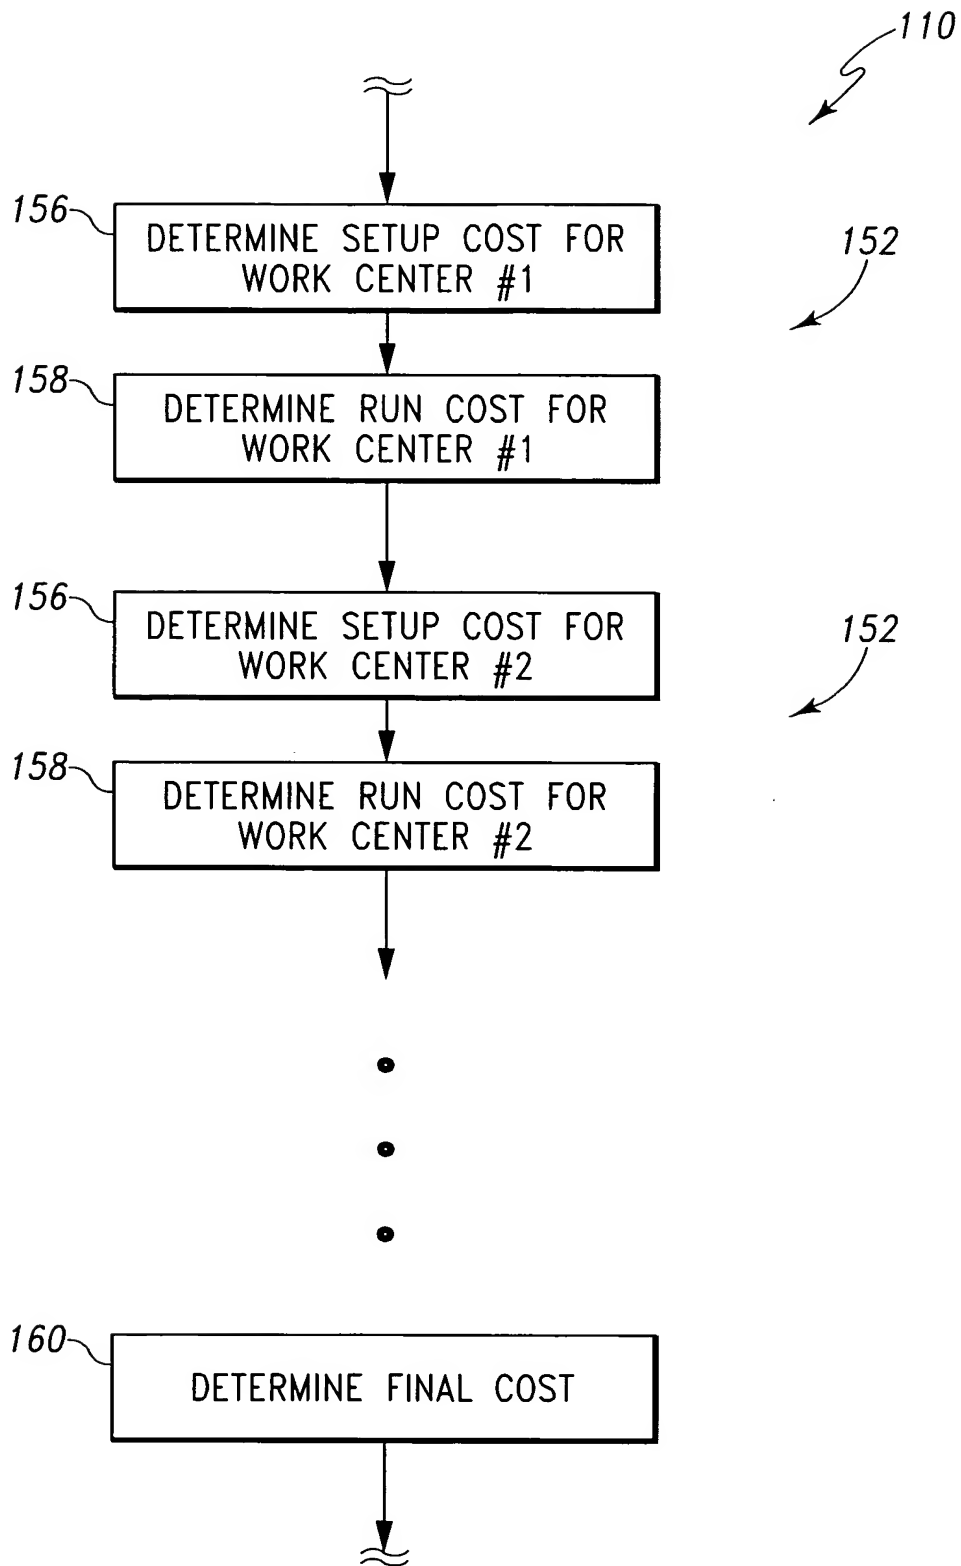 110
156
DETERMINE SETUP COST FOR
WORK CENTER #1
152
158
DETERMINE RUN COST FOR
WORK CENTER #1
156
DETERMINE SETUP COST FOR
WORK CENTER #2
152
158
DETERMINE RUN COST FOR
WORK CENTER #2
160
DETERMINE FINAL COST